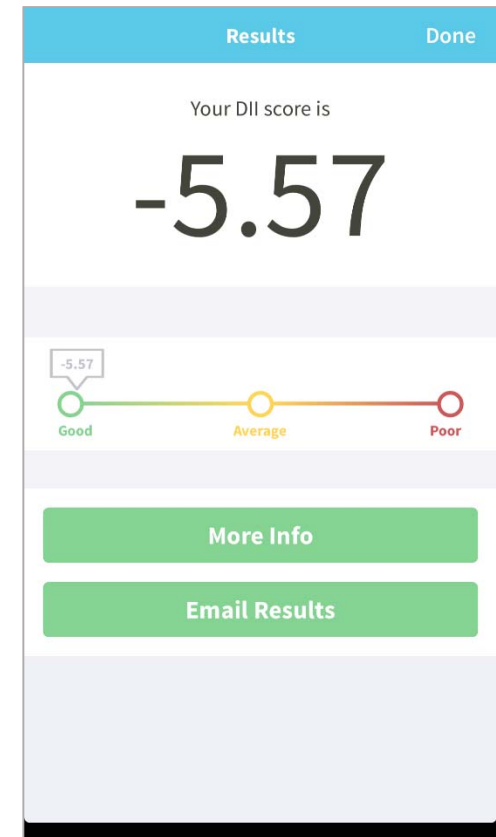 Results Done
Your DII score is
-5.57
-5.57
Good Average Poor
More Info
Email Results